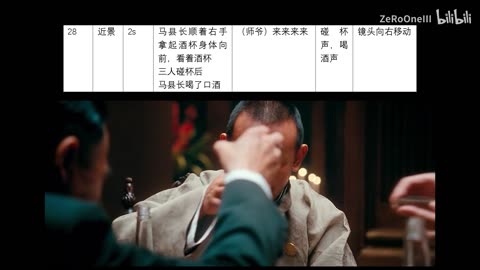 ZeRoOneIII bilibili
28 近景 2s 马县长顺着右手 (师爷)来来来来 碰杯 镜头向右移动
拿起酒杯身体向 声,喝
前,看着酒杯 酒声
三人碰杯后
马县长喝了口酒